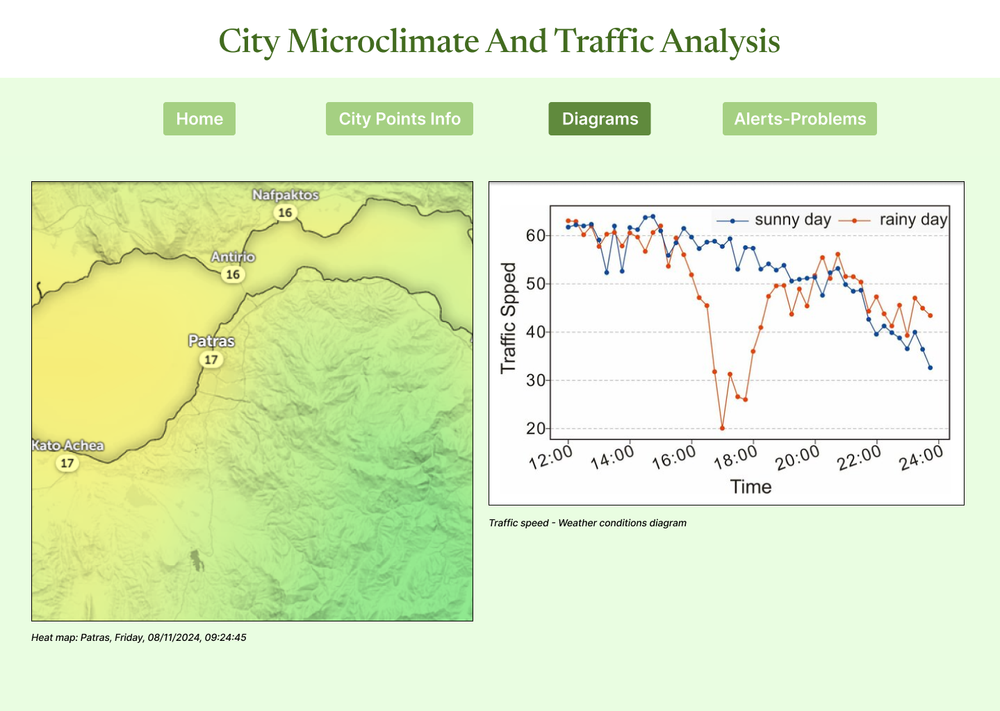 City Microclimate And Traffic Analysis
Home
City Points Info
Diagrams
Alerts-Problems
Nafpaktos
16
Antirio
16
Patras
17
Kato Achea
17
Heat map: Patras, Friday, 08/11/2024, 09:24:45
sunny day
rainy day
Traffic Spped
60
50
40
30
20
12:00
14:00
16:00
18:00
20:00
22:00
24:00
Time
Traffic speed - Weather conditions diagram